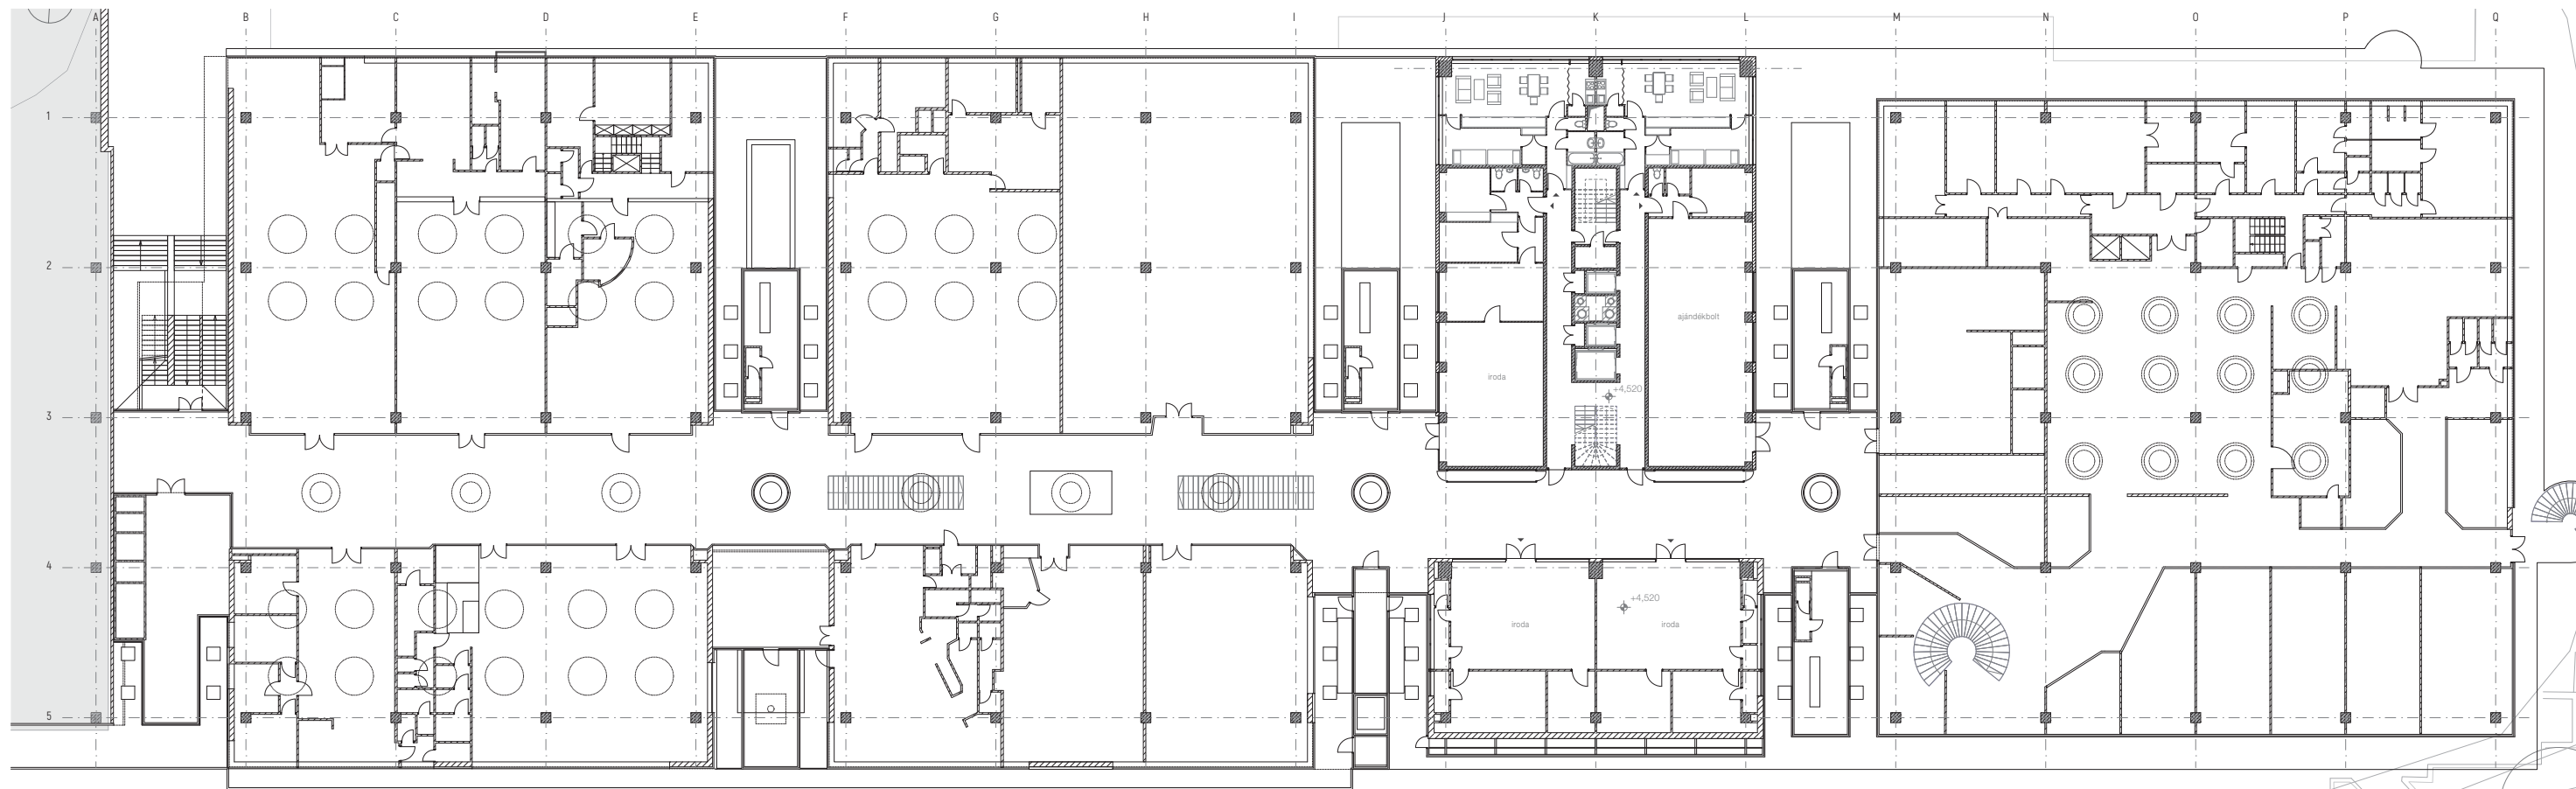 A B C D E F G H I J K L M N O P Q
1
2
ajándékbolt
iroda
+4,520
3
4
+4,520
iroda
iroda
5